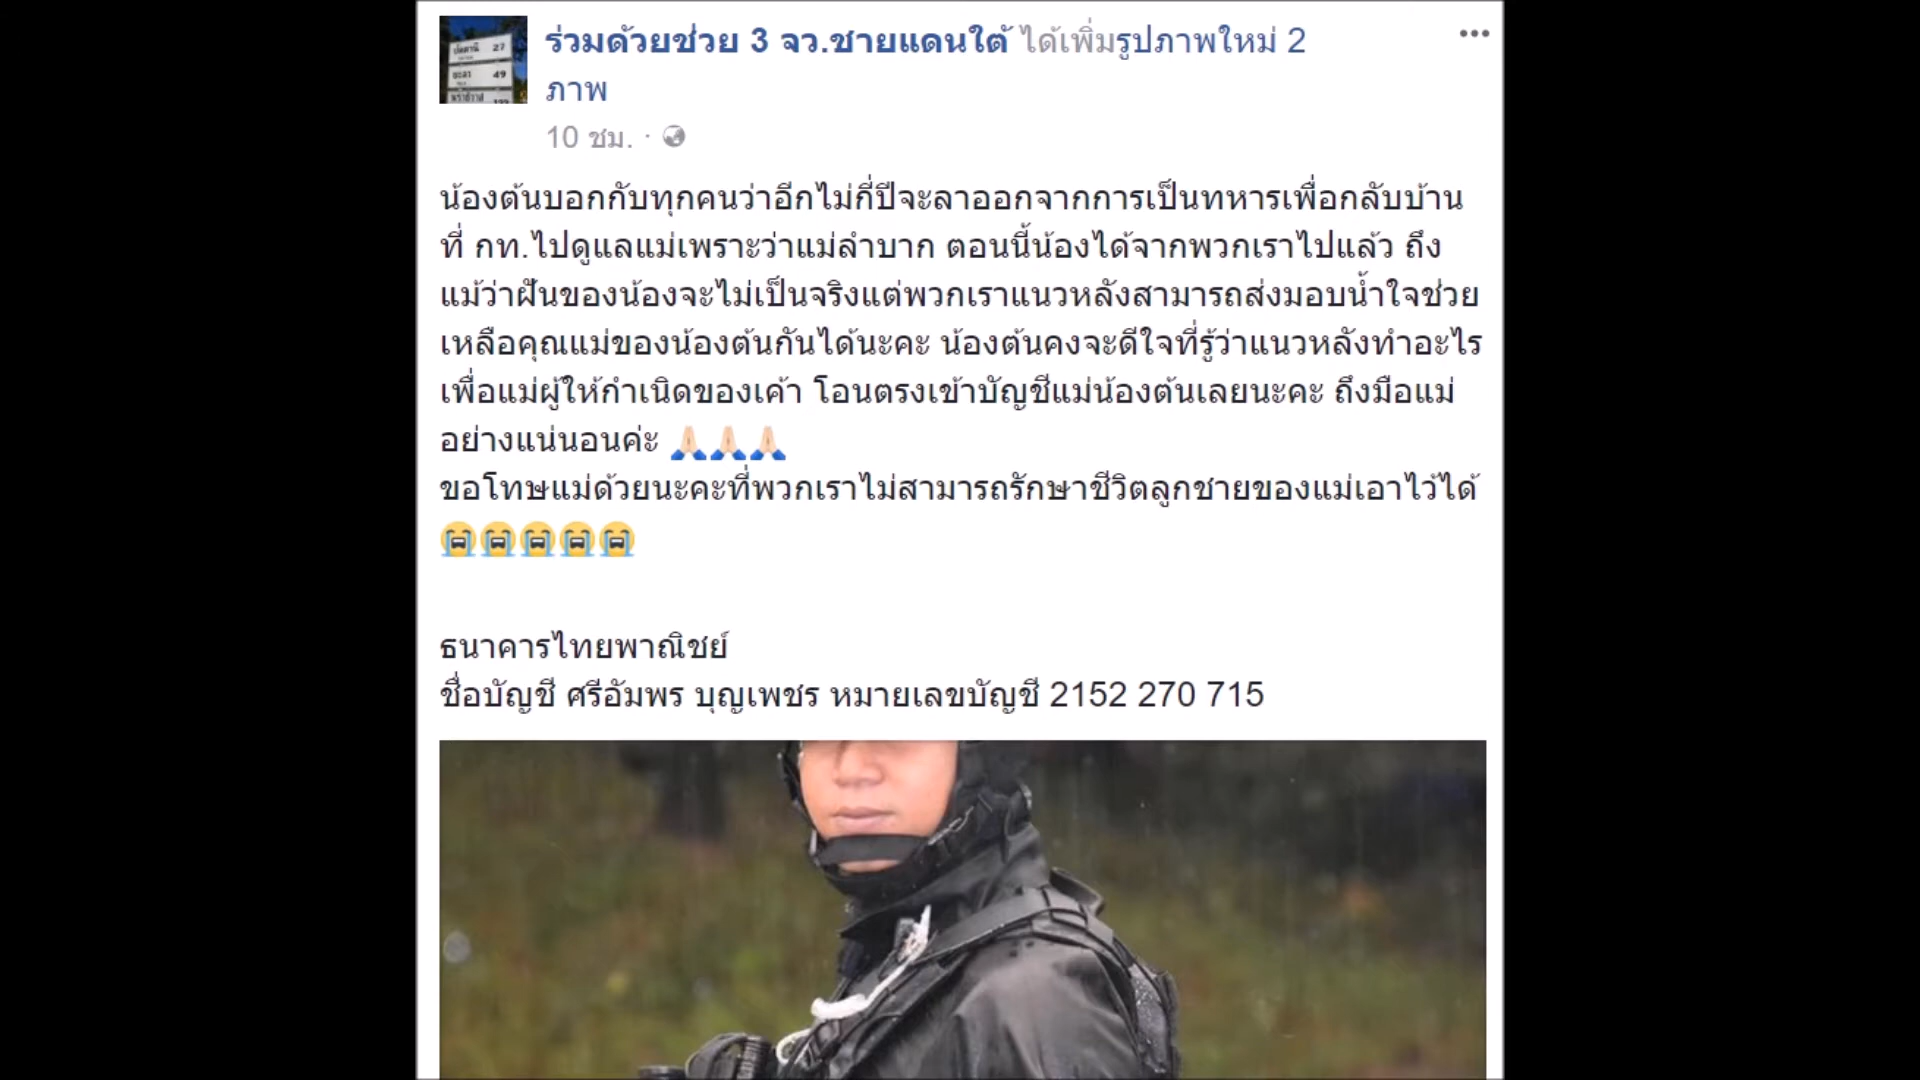 ปัตตานี 27
ยะลา 49
นราธิวาส
ร่วมด้วยช่วย 3 จว.ชายแดนใต้ ได้เพิ่มรูปภาพใหม่ 2
ภาพ
10 ชม. ·
น้องต้นบอกกับทุกคนว่าอีกไม่กี่ปีจะลาออกจากการเป็นทหารเพื่อกลับบ้าน
ที่ กท.ไปดูแลแม่เพราะว่าแม่ลำบาก ตอนนี้น้องได้จากพวกเราไปแล้ว ถึง
แม้ว่าฝันของน้องจะไม่เป็นจริงแต่พวกเราแนวหลังสามารถส่งมอบน้ำใจช่วย
เหลือคุณแม่ของน้องต้นกันได้นะคะ น้องต้นคงจะดีใจที่รู้ว่าแนวหลังทำอะไร
เพื่อแม่ผู้ให้กำเนิดของเค้า โอนตรงเข้าบัญชีแม่น้องต้นเลยนะคะ ถึงมือแม่
อย่างแน่นอนค่ะ 🙏🏻🙏🏻🙏🏻
ขอโทษแม่ด้วยนะคะที่พวกเราไม่สามารถรักษาชีวิตลูกชายของแม่เอาไว้ได้
😭😭😭😭😭
ธนาคารไทยพาณิชย์
ชื่อบัญชี ศรีอัมพร บุญเพชร หมายเลขบัญชี 2152 270 715